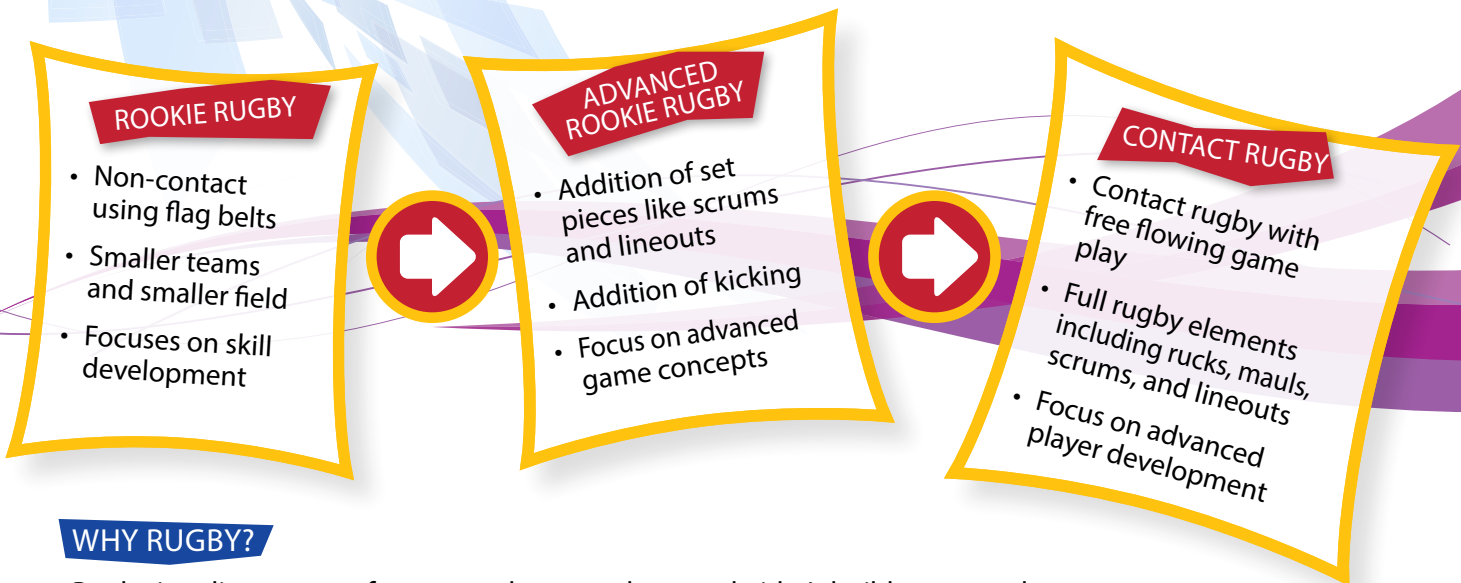 ROOKIE RUGBY
• Non-contact
using flag belts
• Smaller teams
and smaller field
• Focuses on skill
development
ADVANCED
ROOKIE RUGBY
• Addition of set
pieces like scrums
and lineouts
• Addition of kicking
• Focus on advanced
game concepts
CONTACT RUGBY
• Contact rugby with
free flowing game
play
• Full rugby elements
including rucks, mauls,
scrums, and lineouts
• Focus on advanced
player development
WHY RUGBY?